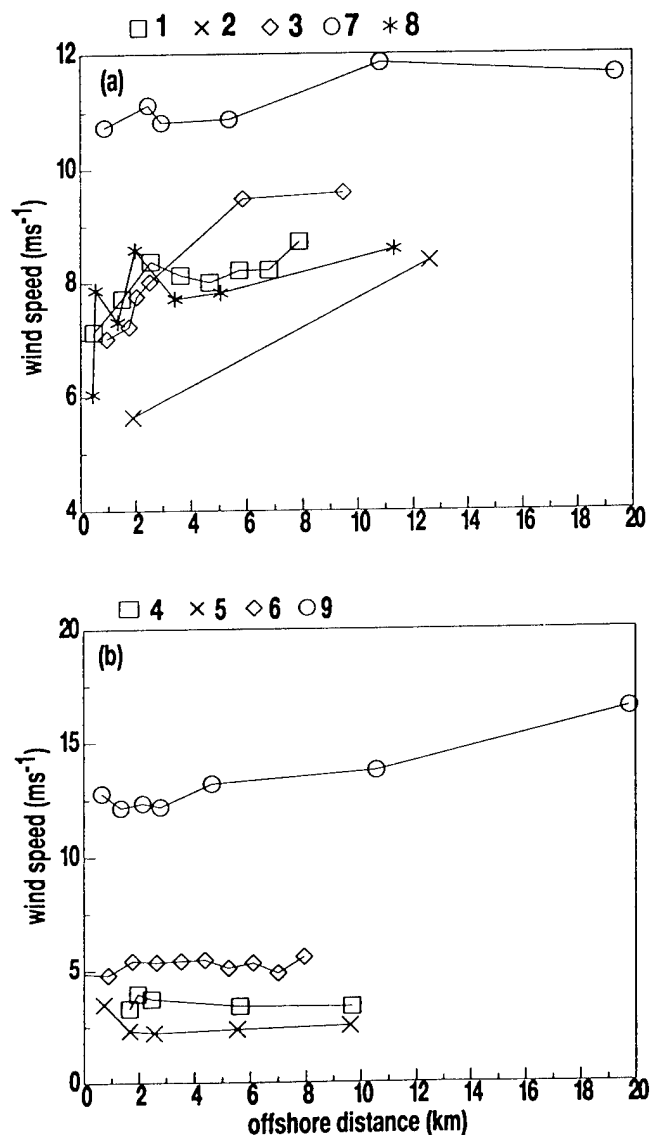 1 2 3 7 8
(a)
12
10
8
6
4
wind speed (ms⁻¹)
0 2 4 6 8 10 12 14 16 18 20
4 5 6 9
(b)
20
15
10
5
0
wind speed (ms⁻¹)
0 2 4 6 8 10 12 14 16 18 20
offshore distance (km)